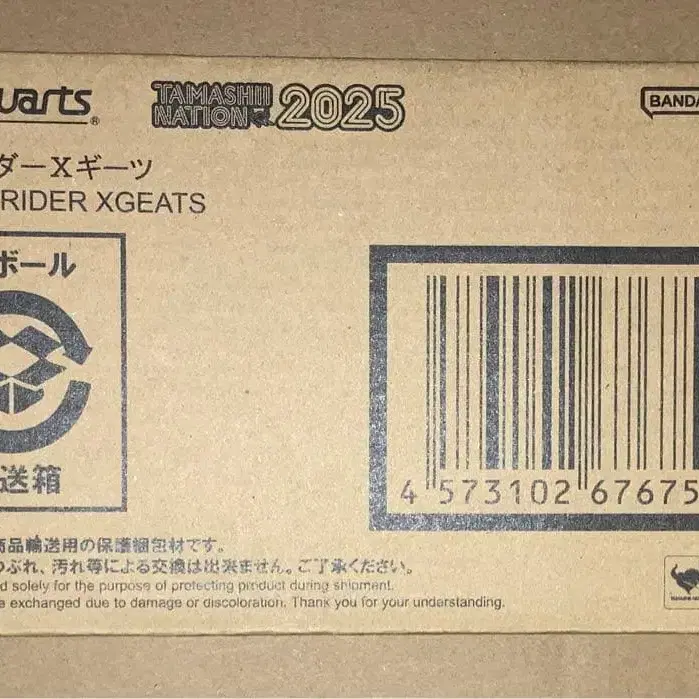 uarts®
TAMASHII NATION 2025
BANDA
ダーXギーツ
RIDER XGEATS
ボール
送箱
4 573102 67675
商品輸送用の保護梱包材です。
つぶれ、汚れ等による交換は出来ません。ご了承ください。
d solely for the purpose of protecting product during shipment.
e exchanged due to damage or discoloration. Thank you for your understanding.